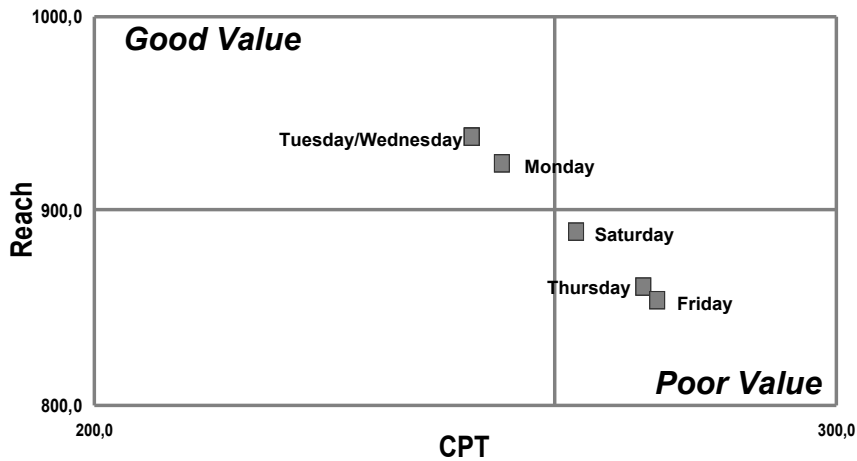 1000,0
Good Value
Tuesday/Wednesday
Monday
Reach
900,0
Saturday
Thursday
Friday
Poor Value
800,0
200,0
CPT
300,0